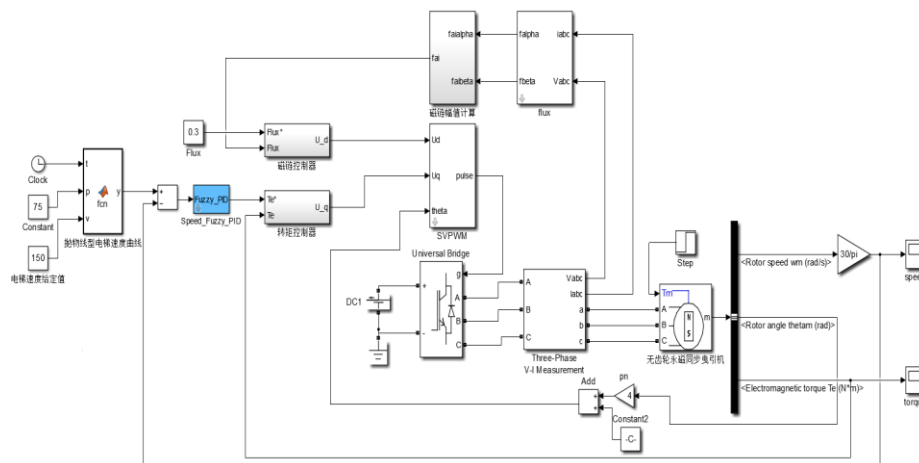 faialpha
fai
faibeta
磁链幅值计算
falpha
iabc
fbeta
Vabc
flux
0.3
Flux
Flux*
Flux
U_d
磁链控制器
Ud
Uq
pulse
theta
SVPWM
Clock
75
Constant
150
电梯速度给定值
t
p
v
fcn
y
抛物线型电梯速度曲线
+
−
Fuzzy_PID
Speed_Fuzzy_PID
Te*
Te
U_q
转矩控制器
Universal Bridge
g
+
-
A
B
C
DC1
A
B
C
Vabc
Iabc
a
b
c
Three-Phase
V-I Measurement
Step
Tm
A
B
C
N
S
m
无齿轮永磁同步曳引机
<Rotor speed wm (rad/s)>
<Rotor angle thetam (rad)>
<Electromagnetic torque Te (N*m)>
30/pi
spee
torqu
Add
+
+
pn
4
Constant2
-C-